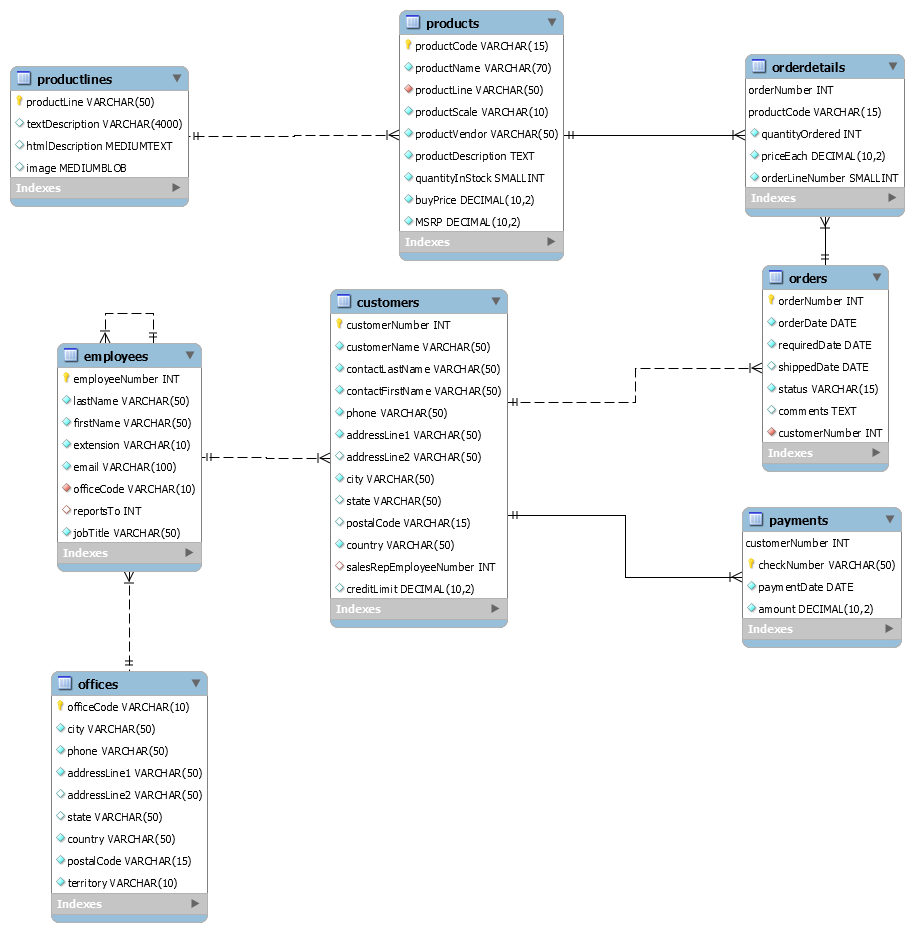 productlines
productLine VARCHAR(50)
textDescription VARCHAR(4000)
htmlDescription MEDIUMTEXT
image MEDIUMBLOB
Indexes
products
productCode VARCHAR(15)
productName VARCHAR(70)
productLine VARCHAR(50)
productScale VARCHAR(10)
productVendor VARCHAR(50)
productDescription TEXT
quantityInStock SMALLINT
buyPrice DECIMAL(10,2)
MSRP DECIMAL(10,2)
Indexes
orderdetails
orderNumber INT
productCode VARCHAR(15)
quantityOrdered INT
priceEach DECIMAL(10,2)
orderLineNumber SMALLINT
Indexes
employees
employeeNumber INT
lastName VARCHAR(50)
firstName VARCHAR(50)
extension VARCHAR(10)
email VARCHAR(100)
officeCode VARCHAR(10)
reportsTo INT
jobTitle VARCHAR(50)
Indexes
customers
customerNumber INT
customerName VARCHAR(50)
contactLastName VARCHAR(50)
contactFirstName VARCHAR(50)
phone VARCHAR(50)
addressLine1 VARCHAR(50)
addressLine2 VARCHAR(50)
city VARCHAR(50)
state VARCHAR(50)
postalCode VARCHAR(15)
country VARCHAR(50)
salesRepEmployeeNumber INT
creditLimit DECIMAL(10,2)
Indexes
orders
orderNumber INT
orderDate DATE
requiredDate DATE
shippedDate DATE
status VARCHAR(15)
comments TEXT
customerNumber INT
Indexes
payments
customerNumber INT
checkNumber VARCHAR(50)
paymentDate DATE
amount DECIMAL(10,2)
Indexes
offices
officeCode VARCHAR(10)
city VARCHAR(50)
phone VARCHAR(50)
addressLine1 VARCHAR(50)
addressLine2 VARCHAR(50)
state VARCHAR(50)
country VARCHAR(50)
postalCode VARCHAR(15)
territory VARCHAR(10)
Indexes